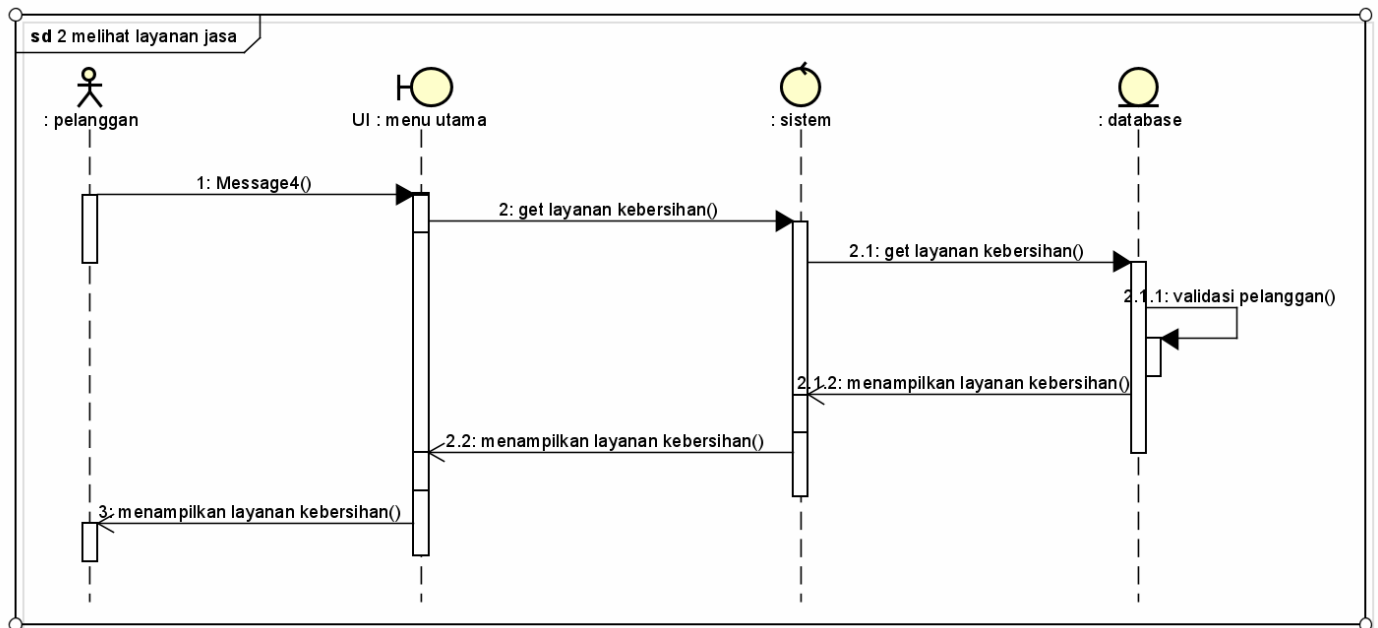 sd 2 melihat layanan jasa
: pelanggan
UI : menu utama
: sistem
: database
1: Message4()
2: get layanan kebersihan()
2.1: get layanan kebersihan()
2.1.1: validasi pelanggan()
2.1.2: menampilkan layanan kebersihan()
2.2: menampilkan layanan kebersihan()
3: menampilkan layanan kebersihan()